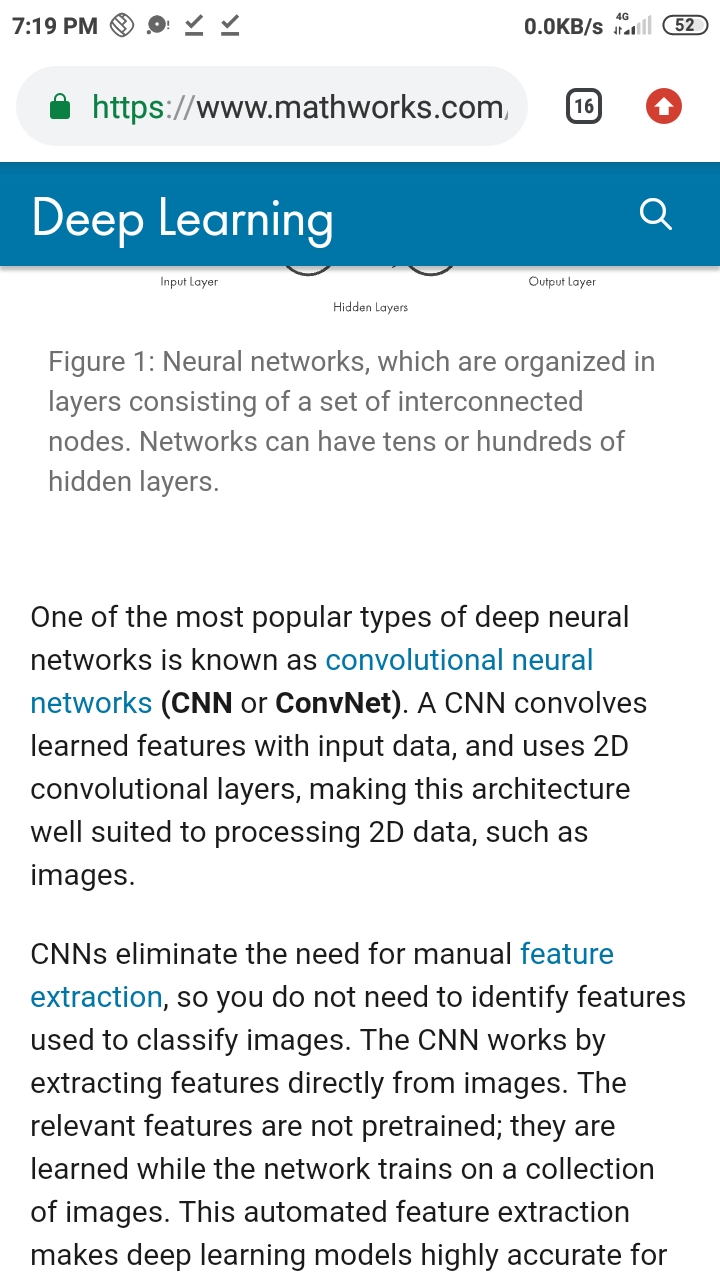 7:19 PM
0.0KB/s 4G 52
https://www.mathworks.com
16
Deep Learning
Input Layer
Output Layer
Hidden Layers
Figure 1: Neural networks, which are organized in
layers consisting of a set of interconnected
nodes. Networks can have tens or hundreds of
hidden layers.
One of the most popular types of deep neural
networks is known as convolutional neural
networks (CNN or ConvNet). A CNN convolves
learned features with input data, and uses 2D
convolutional layers, making this architecture
well suited to processing 2D data, such as
images.
CNNs eliminate the need for manual feature
extraction, so you do not need to identify features
used to classify images. The CNN works by
extracting features directly from images. The
relevant features are not pretrained; they are
learned while the network trains on a collection
of images. This automated feature extraction
makes deep learning models highly accurate for